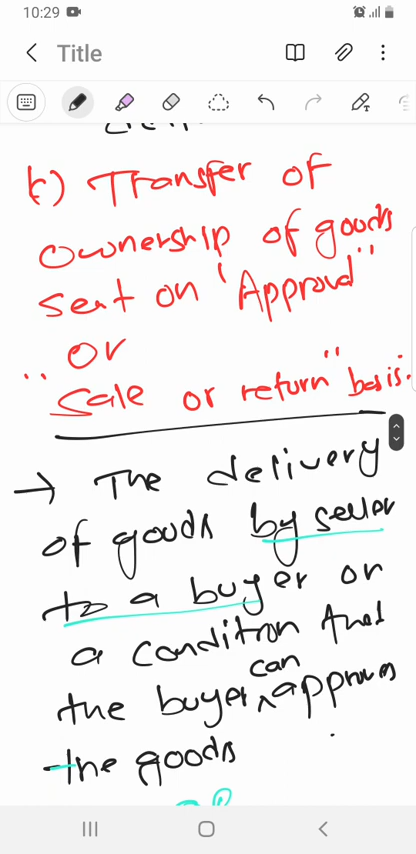 10:29
Title
c) Transfer of
ownership of goods
sent on "Approval"
"or
Sale or return" basis.
→ The delivery
of goods by seller
to a buyer on
a condition that
can
the buyer ^ approves
the goods